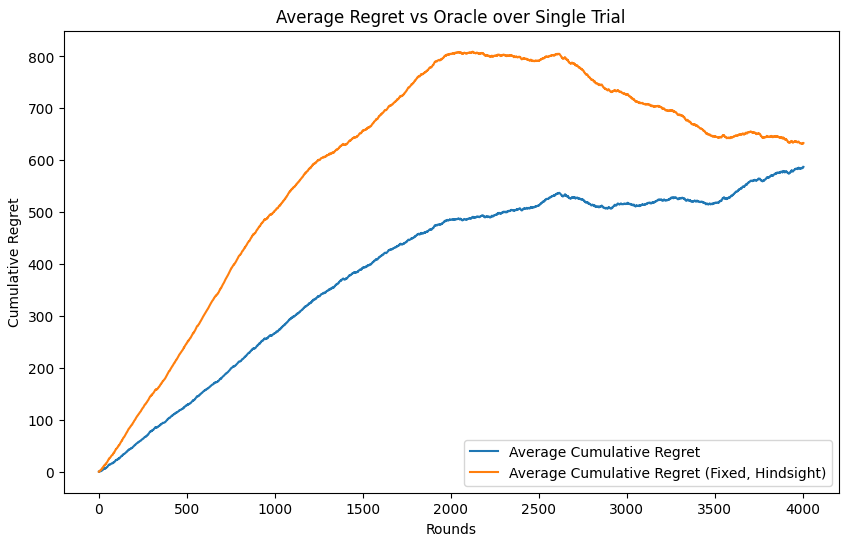 Average Regret vs Oracle over Single Trial
Cumulative Regret
800
700
600
500
400
300
200
100
0
0 500 1000 1500 2000 2500 3000 3500 4000
Rounds
Average Cumulative Regret
Average Cumulative Regret (Fixed, Hindsight)